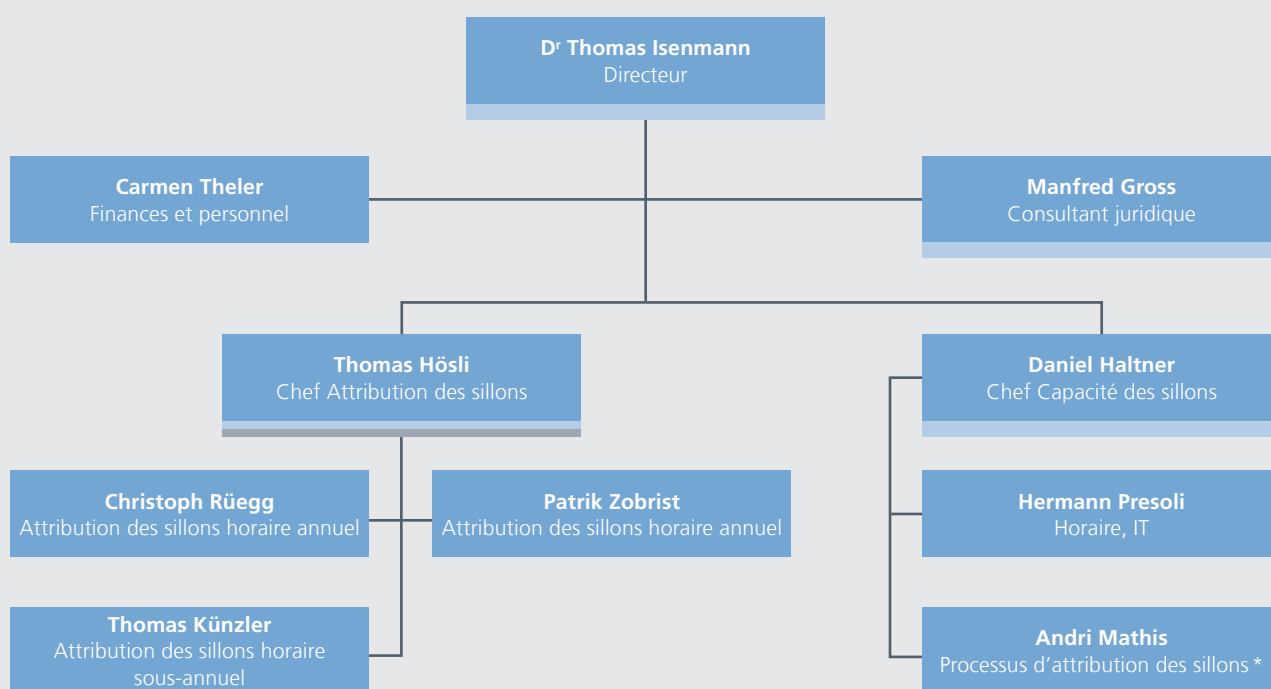 Dʳ Thomas Isenmann
Directeur
Carmen Theler
Finances et personnel
Manfred Gross
Consultant juridique
Thomas Hösli
Chef Attribution des sillons
Daniel Haltner
Chef Capacité des sillons
Christoph Rüegg
Attribution des sillons horaire annuel
Patrik Zobrist
Attribution des sillons horaire annuel
Hermann Presoli
Horaire, IT
Thomas Künzler
Attribution des sillons horaire
sous-annuel
Andri Mathis
Processus d’attribution des sillons *